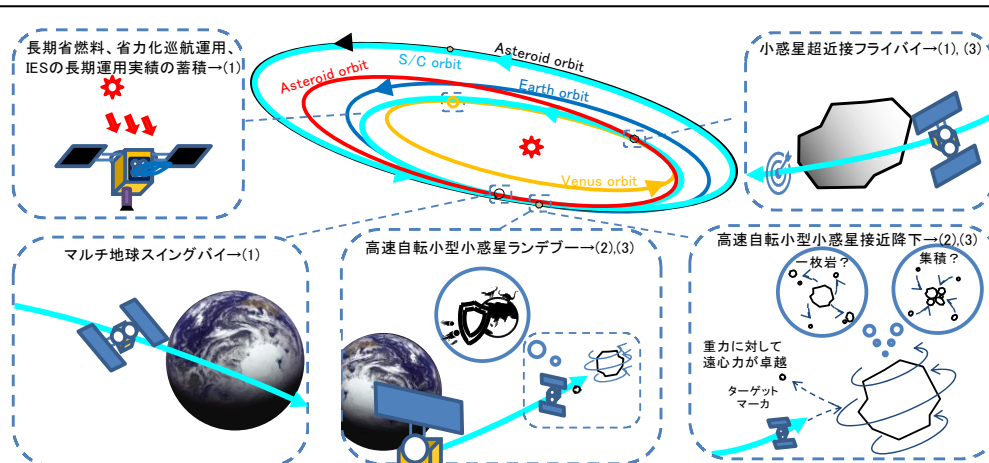 長期省燃料、省力化巡航運用、
IESの長期運用実績の蓄積→(1)
S/C orbit
Asteroid orbit
Asteroid orbit
Earth orbit
Venus orbit
小惑星超近接フライバイ→(1), (3)
マルチ地球スイングバイ→(1)
高速自転小型小惑星ランデブー→(2),(3)
高速自転小型小惑星接近降下→(2),(3)
一枚岩?
集積?
重力に対して
遠心力が卓越
ターゲット
マーカ